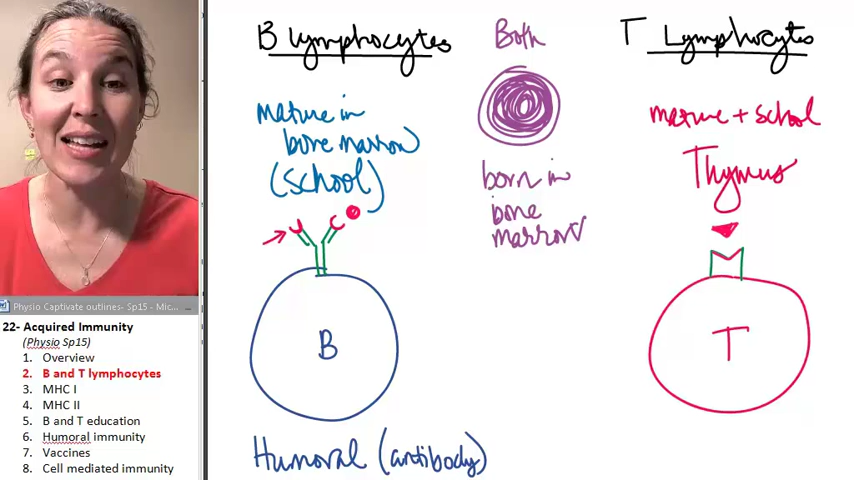 B Lymphocytes
Both
T Lymphocytes
mature in
bone marrow
(school)
born in
bone
marrow
mature + school
Thymus
B
T
Humoral (antibody)
Physio Captivate outlines- Sp15 - Mic...
22- Acquired Immunity
(Physio Sp15)
1. Overview
2. B and T lymphocytes
3. MHC I
4. MHC II
5. B and T education
6. Humoral immunity
7. Vaccines
8. Cell mediated immunity